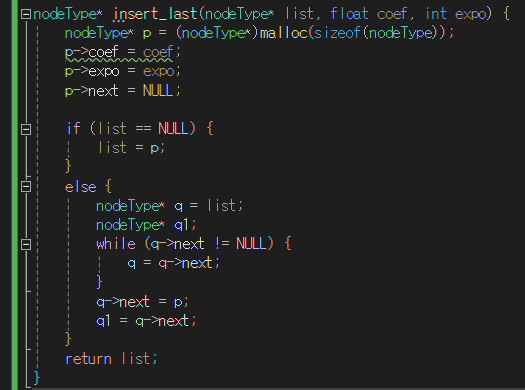 nodeType* insert_last(nodeType* list, float coef, int expo) {
    nodeType* p = (nodeType*)malloc(sizeof(nodeType));
    p->coef = coef;
    p->expo = expo;
    p->next = NULL;

    if (list == NULL) {
        list = p;
    }
    else {
        nodeType* q = list;
        nodeType* q1;
        while (q->next != NULL) {
            q = q->next;
        }
        q->next = p;
        q1 = q->next;
    }
    return list;
}